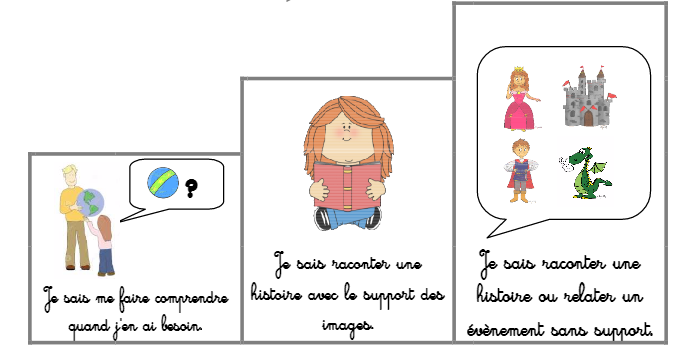 ?
Je sais me faire comprendre
quand j'en ai besoin.
Je sais raconter une
histoire avec le support des
images.
Je sais raconter une
histoire ou relater un
évènement sans support.